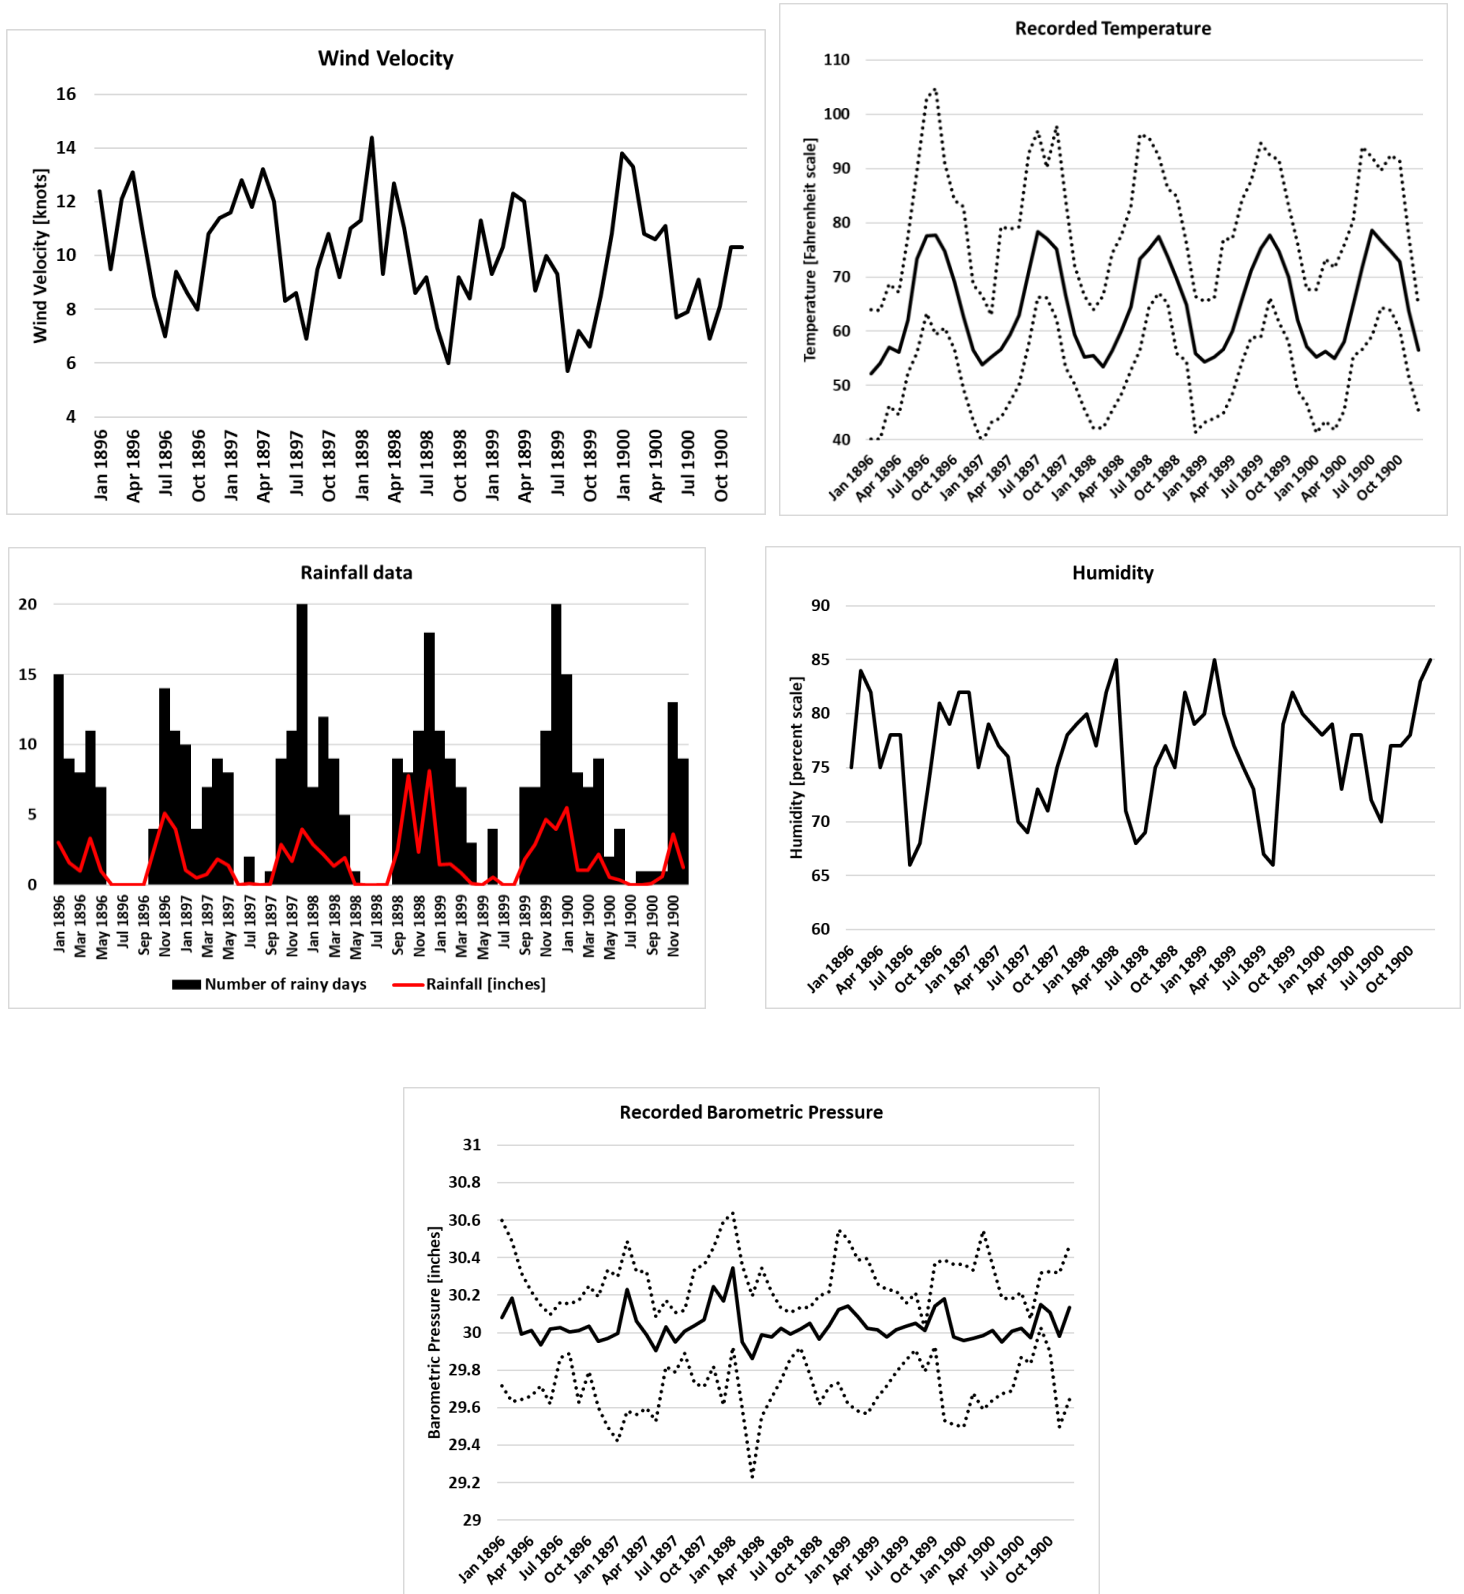 Wind Velocity
Wind Velocity [knots]
16
14
12
10
8
6
4
Jan 1896
Apr 1896
Jul 1896
Oct 1896
Jan 1897
Apr 1897
Jul 1897
Oct 1897
Jan 1898
Apr 1898
Jul 1898
Oct 1898
Jan 1899
Apr 1899
Jul 1899
Oct 1899
Jan 1900
Apr 1900
Jul 1900
Oct 1900
Recorded Temperature
Temperature [Fahrenheit scale]
110
100
90
80
70
60
50
40
Jan 1896
Apr 1896
Jul 1896
Oct 1896
Jan 1897
Apr 1897
Jul 1897
Oct 1897
Jan 1898
Apr 1898
Jul 1898
Oct 1898
Jan 1899
Apr 1899
Jul 1899
Oct 1899
Jan 1900
Apr 1900
Jul 1900
Oct 1900
Rainfall data
20
15
10
5
0
Jan 1896
Mar 1896
May 1896
Jul 1896
Sep 1896
Nov 1896
Jan 1897
Mar 1897
May 1897
Jul 1897
Sep 1897
Nov 1897
Jan 1898
Mar 1898
May 1898
Jul 1898
Sep 1898
Nov 1898
Jan 1899
Mar 1899
May 1899
Jul 1899
Sep 1899
Nov 1899
Jan 1900
Mar 1900
May 1900
Jul 1900
Sep 1900
Nov 1900
Number of rainy days
Rainfall [inches]
Humidity
Humidity [percent scale]
90
85
80
75
70
65
60
Jan 1896
Apr 1896
Jul 1896
Oct 1896
Jan 1897
Apr 1897
Jul 1897
Oct 1897
Jan 1898
Apr 1898
Jul 1898
Oct 1898
Jan 1899
Apr 1899
Jul 1899
Oct 1899
Jan 1900
Apr 1900
Jul 1900
Oct 1900
Recorded Barometric Pressure
Barometric Pressure [inches]
31
30.8
30.6
30.4
30.2
30
29.8
29.6
29.4
29.2
29
Jan 1896
Apr 1896
Jul 1896
Oct 1896
Jan 1897
Apr 1897
Jul 1897
Oct 1897
Jan 1898
Apr 1898
Jul 1898
Oct 1898
Jan 1899
Apr 1899
Jul 1899
Oct 1899
Jan 1900
Apr 1900
Jul 1900
Oct 1900